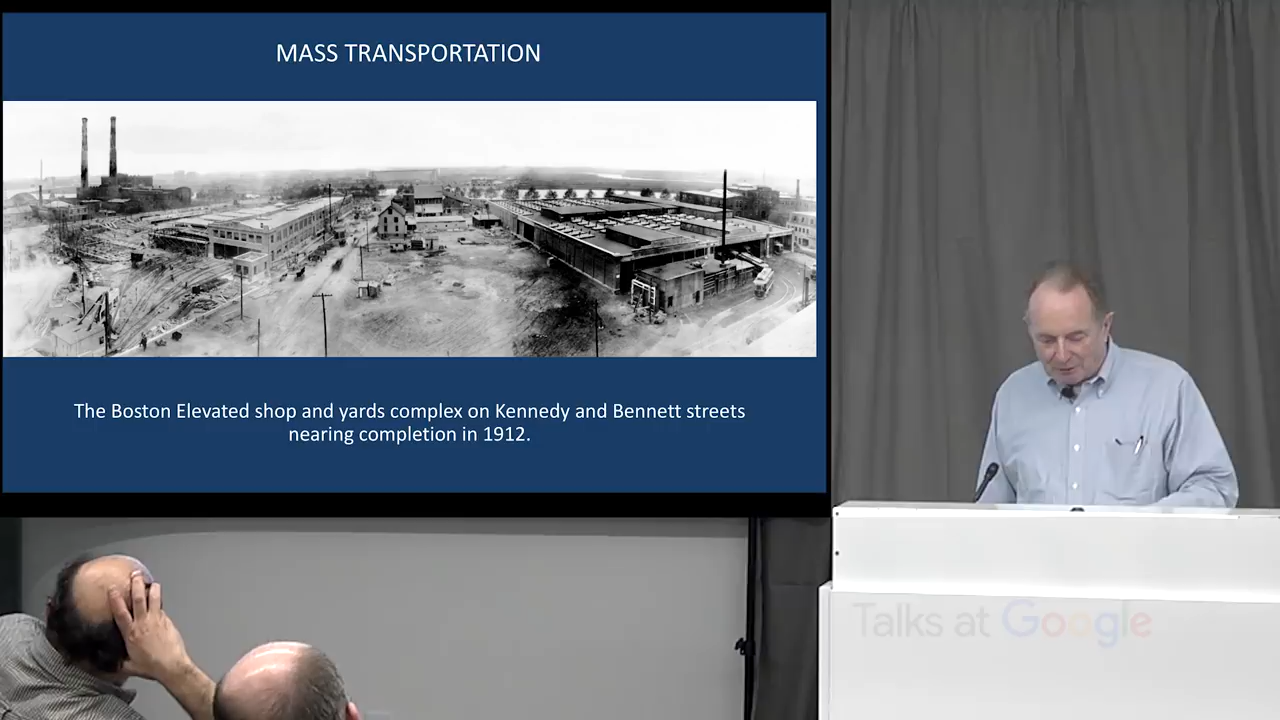 MASS TRANSPORTATION
The Boston Elevated shop and yards complex on Kennedy and Bennett streets
nearing completion in 1912.
Talks at Google